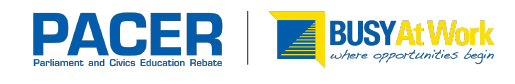 PACER
Parliament and Civics Education Rebate
BUSY At Work
where opportunities begin